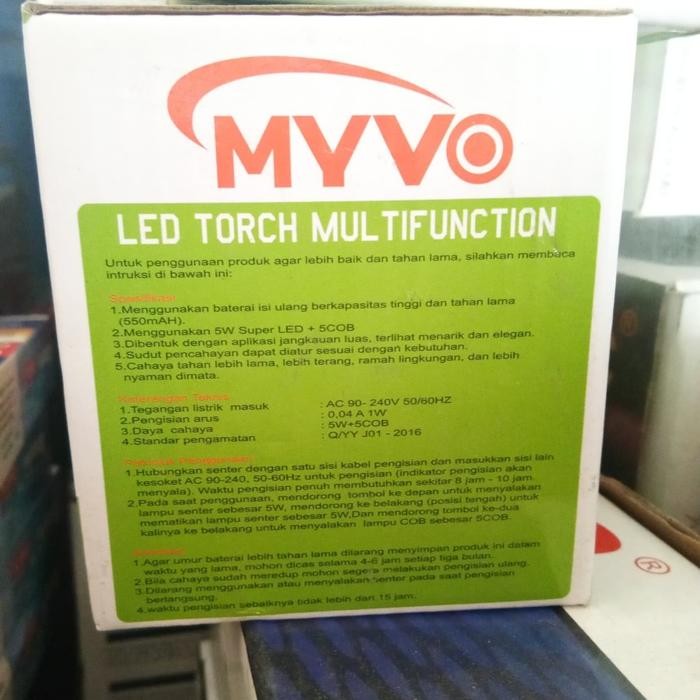 MYVO
LED TORCH MULTIFUNCTION
Untuk penggunaan produk agar lebih baik dan tahan lama, silahkan membaca
intruksi di bawah ini:
Spesifikasi
1.Menggunakan baterai isi ulang berkapasitas tinggi dan tahan lama
(550mAH).
2.Menggunakan 5W Super LED + 5COB
3.Dibentuk dengan aplikasi jangkauan luas, terlihat menarik dan elegan.
4.Sudut pencahayan dapat diatur sesuai dengan kebutuhan.
5.Cahaya tahan lebih lama, lebih terang, ramah lingkungan, dan lebih
nyaman dimata.
Keterangan Teknis
1.Tegangan listrik masuk : AC 90- 240V 50/60HZ
2.Pengisian arus : 0,04 A 1W
3.Daya cahaya : 5W+5COB
4.Standar pengamatan : Q/YY J01 - 2016
Petunjuk Penggunaan
1.Hubungkan senter dengan satu sisi kabel pengisian dan masukkan sisi lain
kesoket AC 90-240, 50-60Hz untuk pengisian (indikator pengisian akan
menyala). Waktu pengisian penuh membutuhkan sekitar 8 jam - 10 jam.
2.Pada saat penggunaan, mendorong tombol ke depan untuk menyalakan
lampu senter sebesar 5W, mendorong ke belakang (posisi tengah) untuk
mematikan lampu senter sebesar 5W,Dan mendorong tombol ke-dua
kalinya ke belakang untuk menyalakan lampu COB sebesar 5COB.
1.Agar umur baterai lebih tahan lama dilarang menyimpan produk ini dalam
waktu yang lama, mohon dicas selama 4-6 jam setiap tiga bulan.
2.Bila cahaya sudah meredup mohon segera melakukan pengisian ulang.
3.Dilarang menggunakan atau menyalakan senter pada saat pengisian
berlangsung.
4.waktu pengisian sebaiknya tidak lebih dari 15 jam.
®